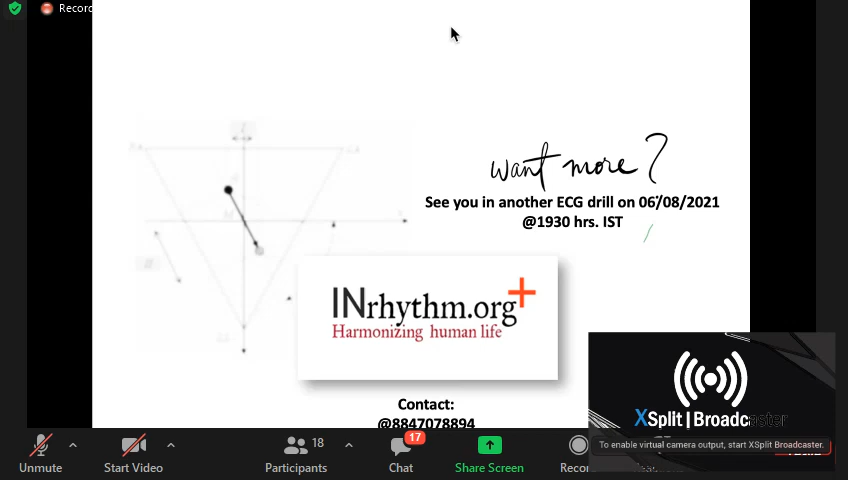 Recor
want more?
See you in another ECG drill on 06/08/2021
@1930 hrs. IST
INrhythm.org+
Harmonizing human life
Contact:
@8847078894
XSplit | Broadcaster
To enable virtual camera output, start XSplit Broadcaster.
Unmute
Start Video
18
Participants
17
Chat
Share Screen
Recor